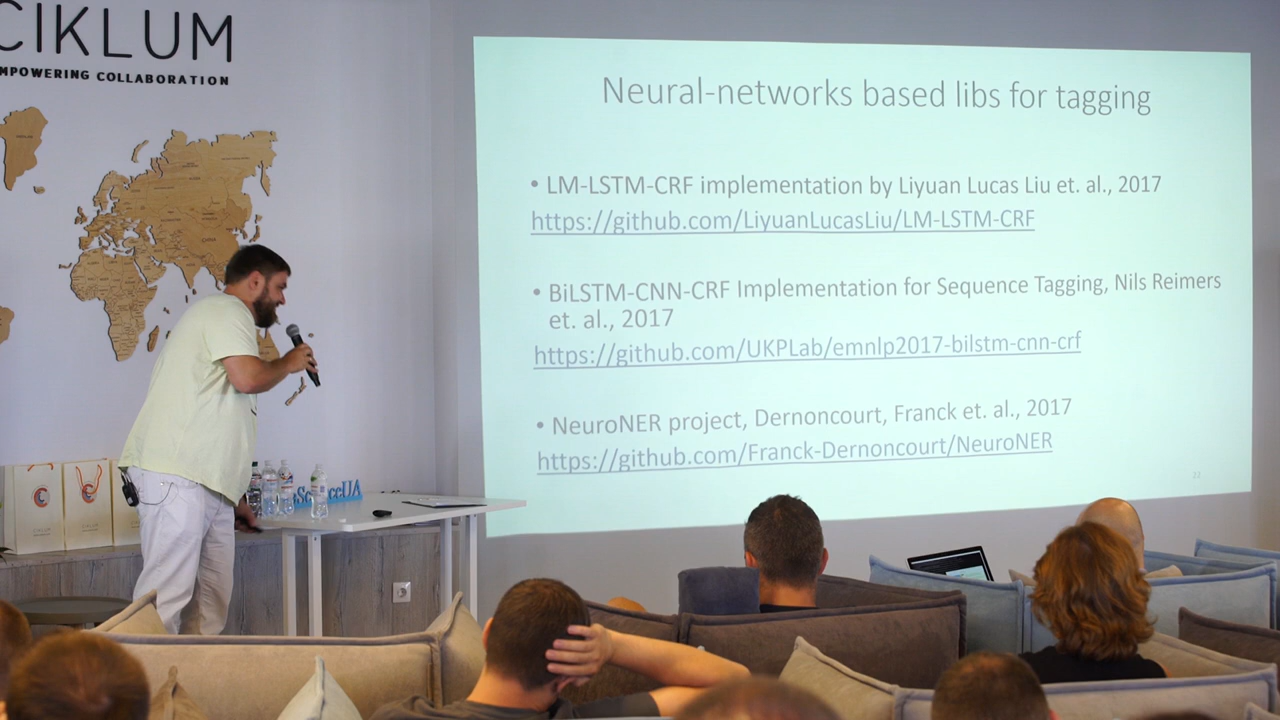 CIKLUM
EMPOWERING COLLABORATION
Neural-networks based libs for tagging
• LM-LSTM-CRF implementation by Liyuan Lucas Liu et. al., 2017
https://github.com/LiyuanLucasLiu/LM-LSTM-CRF
• BiLSTM-CNN-CRF Implementation for Sequence Tagging, Nils Reimers
et. al., 2017
https://github.com/UKPLab/emnlp2017-bilstm-cnn-crf
• NeuroNER project, Dernoncourt, Franck et. al., 2017
https://github.com/Franck-Dernoncourt/NeuroNER